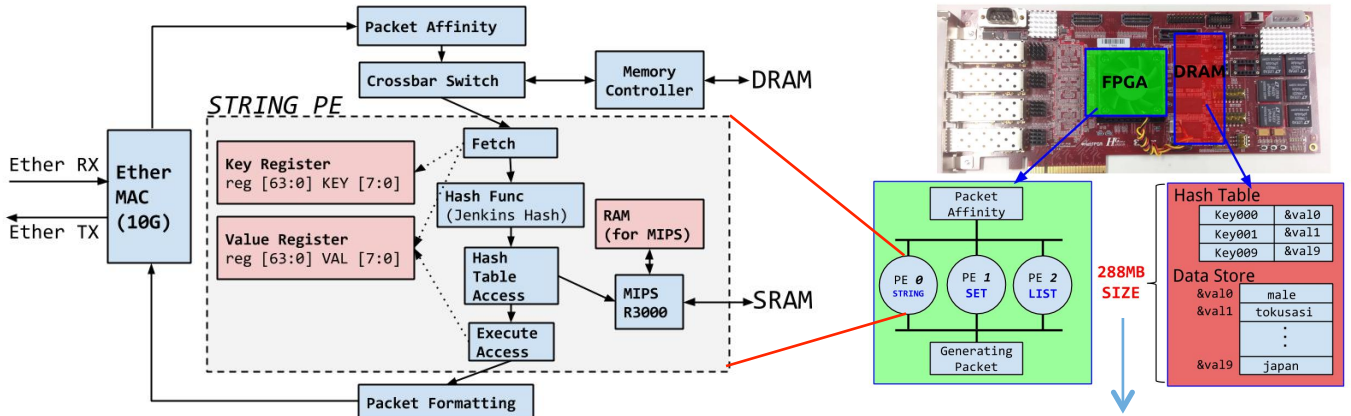 Packet Affinity
Crossbar Switch
Memory
Controller
DRAM
STRING PE
Fetch
Key Register
reg [63:0] KEY [7:0]
Hash Func
(Jenkins Hash)
Value Register
reg [63:0] VAL [7:0]
RAM
(for MIPS)
Hash
Table
Access
MIPS
R3000
SRAM
Execute
Access
Packet Formatting
Ether RX
Ether TX
Ether
MAC
(10G)
FPGA
DRAM
Packet
Affinity
PE 0
STRING
PE 1
SET
PE 2
LIST
Generating
Packet
288MB
SIZE
Hash Table
Key000 &val0
Key001 &val1
Key009 &val9
Data Store
&val0 male
&val1 tokusasi
&val9 japan